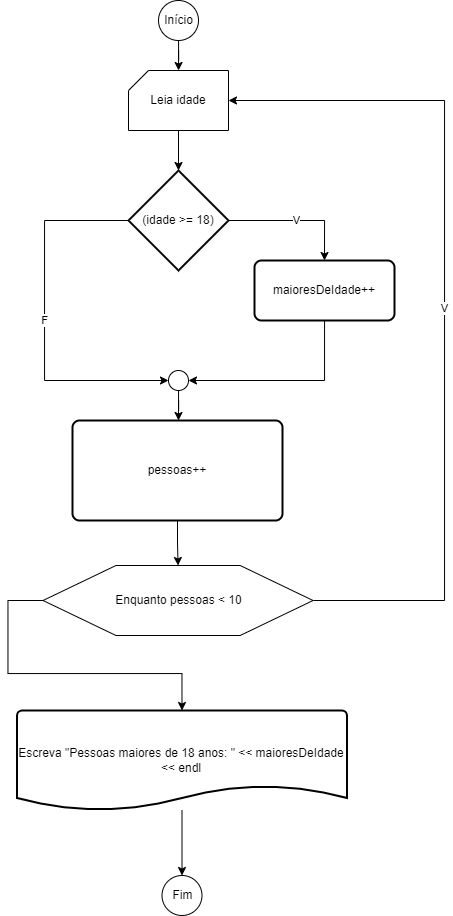 Início
Leia idade
(idade >= 18)
V
maioresDeIdade++
F
V
pessoas++
Enquanto pessoas < 10
Escreva "Pessoas maiores de 18 anos: " << maioresDeIdade
<< endl
Fim